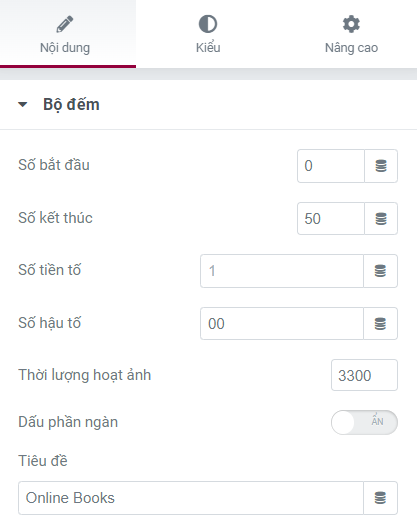 Nội dung Kiểu Nâng cao
Bộ đếm
Số bắt đầu 0
Số kết thúc 50
Số tiền tố 1
Số hậu tố 00
Thời lượng hoạt ảnh 3300
Dấu phần ngàn ẨN
Tiêu đề
Online Books